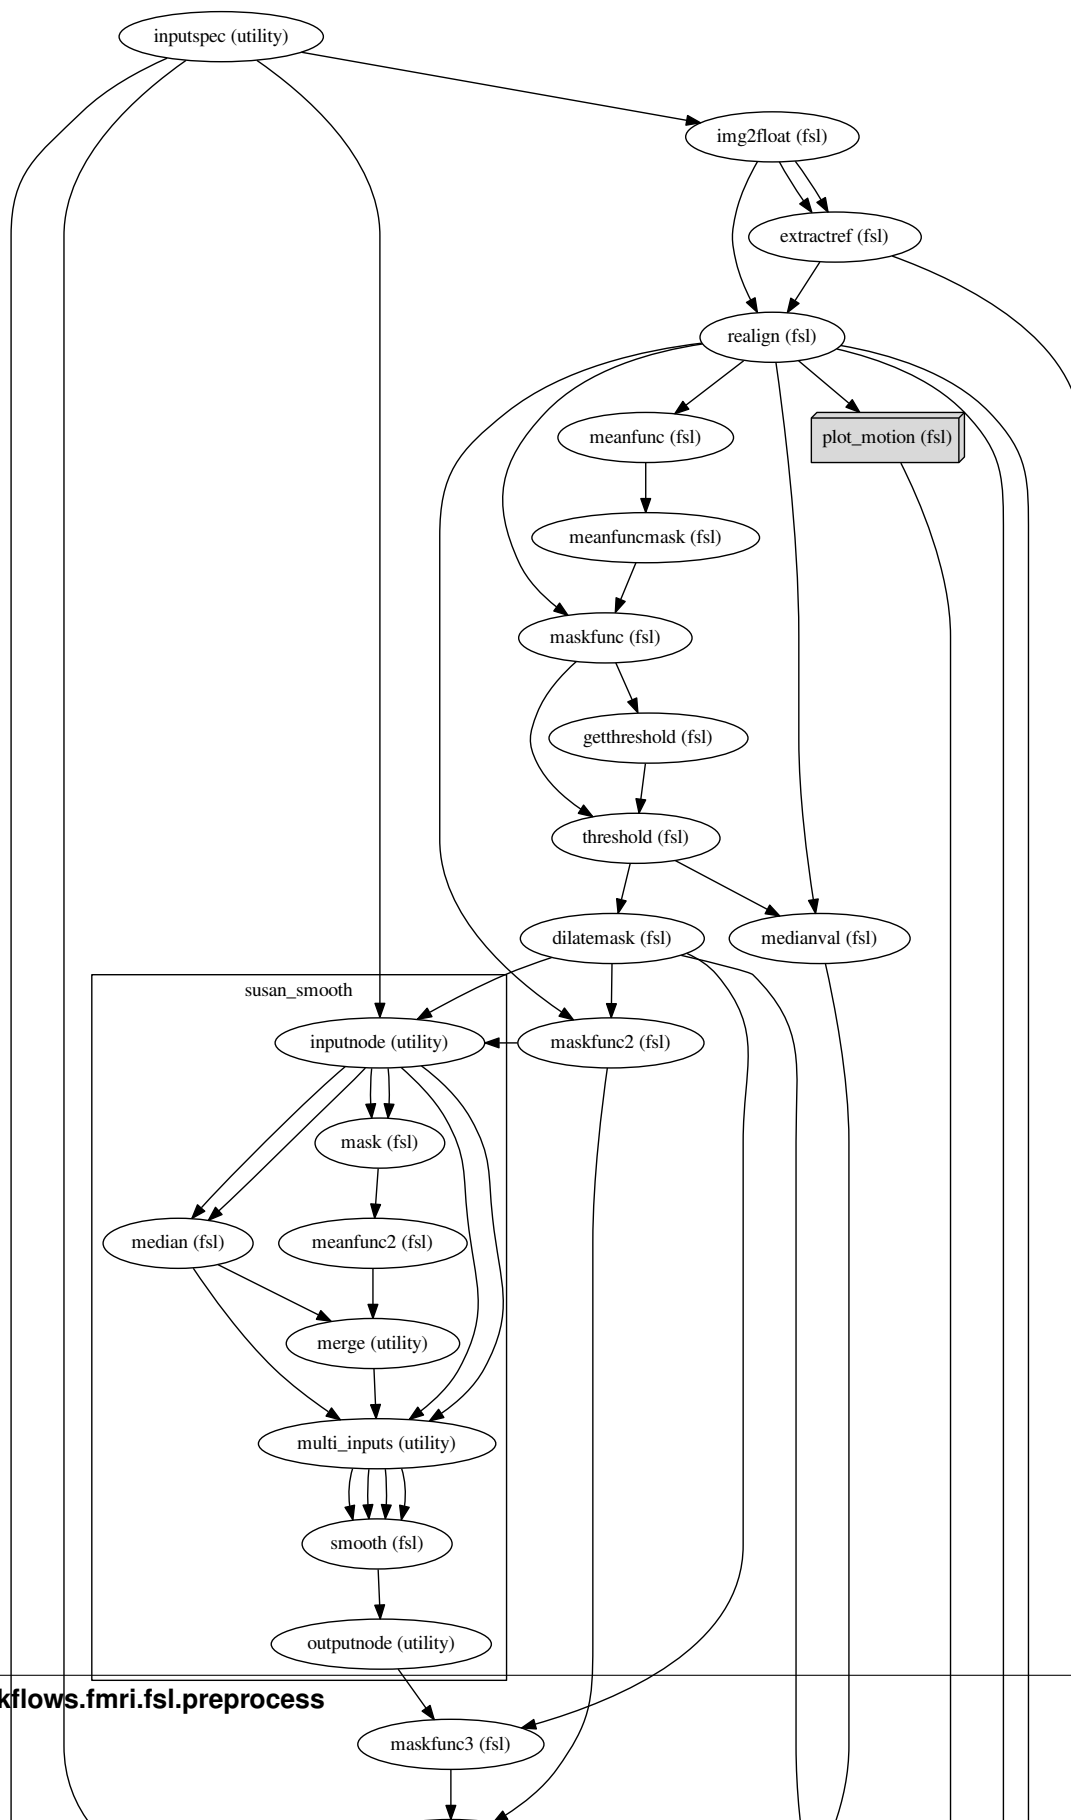 inputspec (utility)
img2float (fsl)
extractref (fsl)
realign (fsl)
meanfunc (fsl)
plot_motion (fsl)
meanfuncmask (fsl)
maskfunc (fsl)
getthreshold (fsl)
threshold (fsl)
dilatemask (fsl)
medianval (fsl)
susan_smooth
inputnode (utility)
maskfunc2 (fsl)
mask (fsl)
median (fsl)
meanfunc2 (fsl)
merge (utility)
multi_inputs (utility)
smooth (fsl)
outputnode (utility)
kflows.fmri.fsl.preprocess
maskfunc3 (fsl)